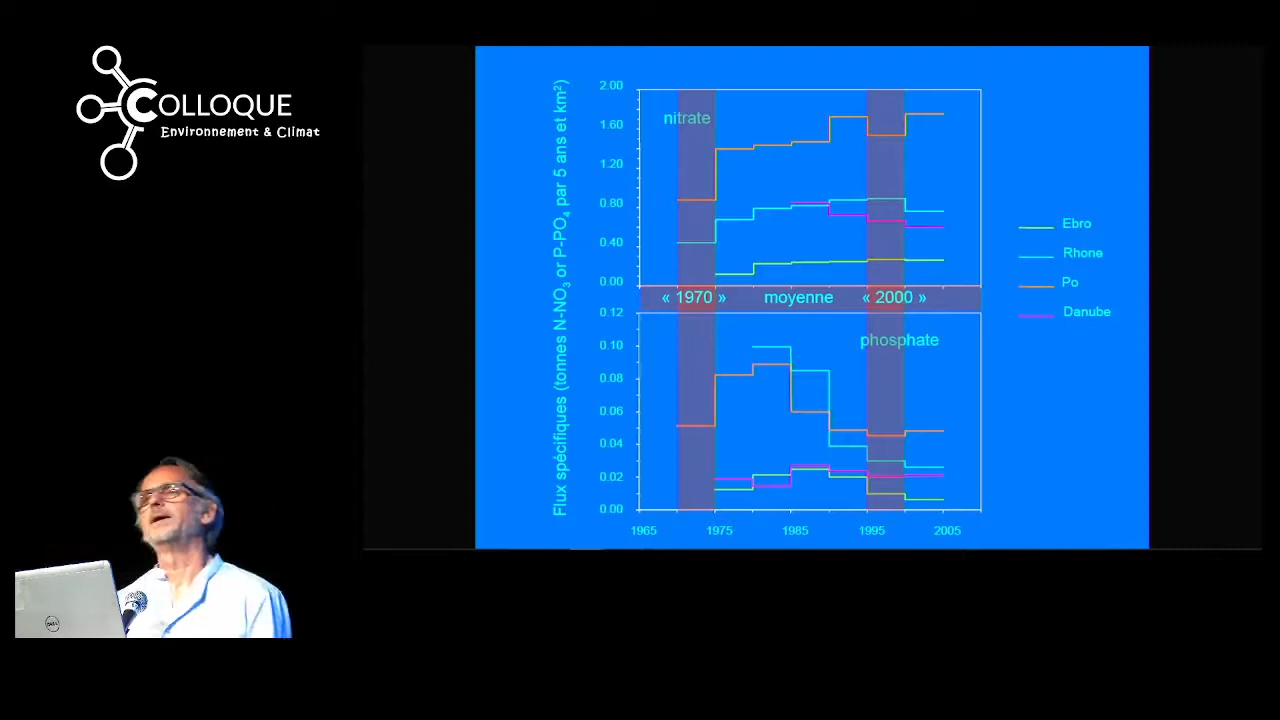 COLLOQUE
Environnement & Climat
Flux spécifiques (tonnes N-NO3 or P-PO4 par 5 ans et km²)
2.00
1.60
1.20
0.80
0.40
0.00
nitrate
« 1970 » moyenne « 2000 »
0.12
0.10
0.08
0.06
0.04
0.02
0.00
phosphate
1965 1975 1985 1995 2005
Ebro
Rhone
Po
Danube
DELL